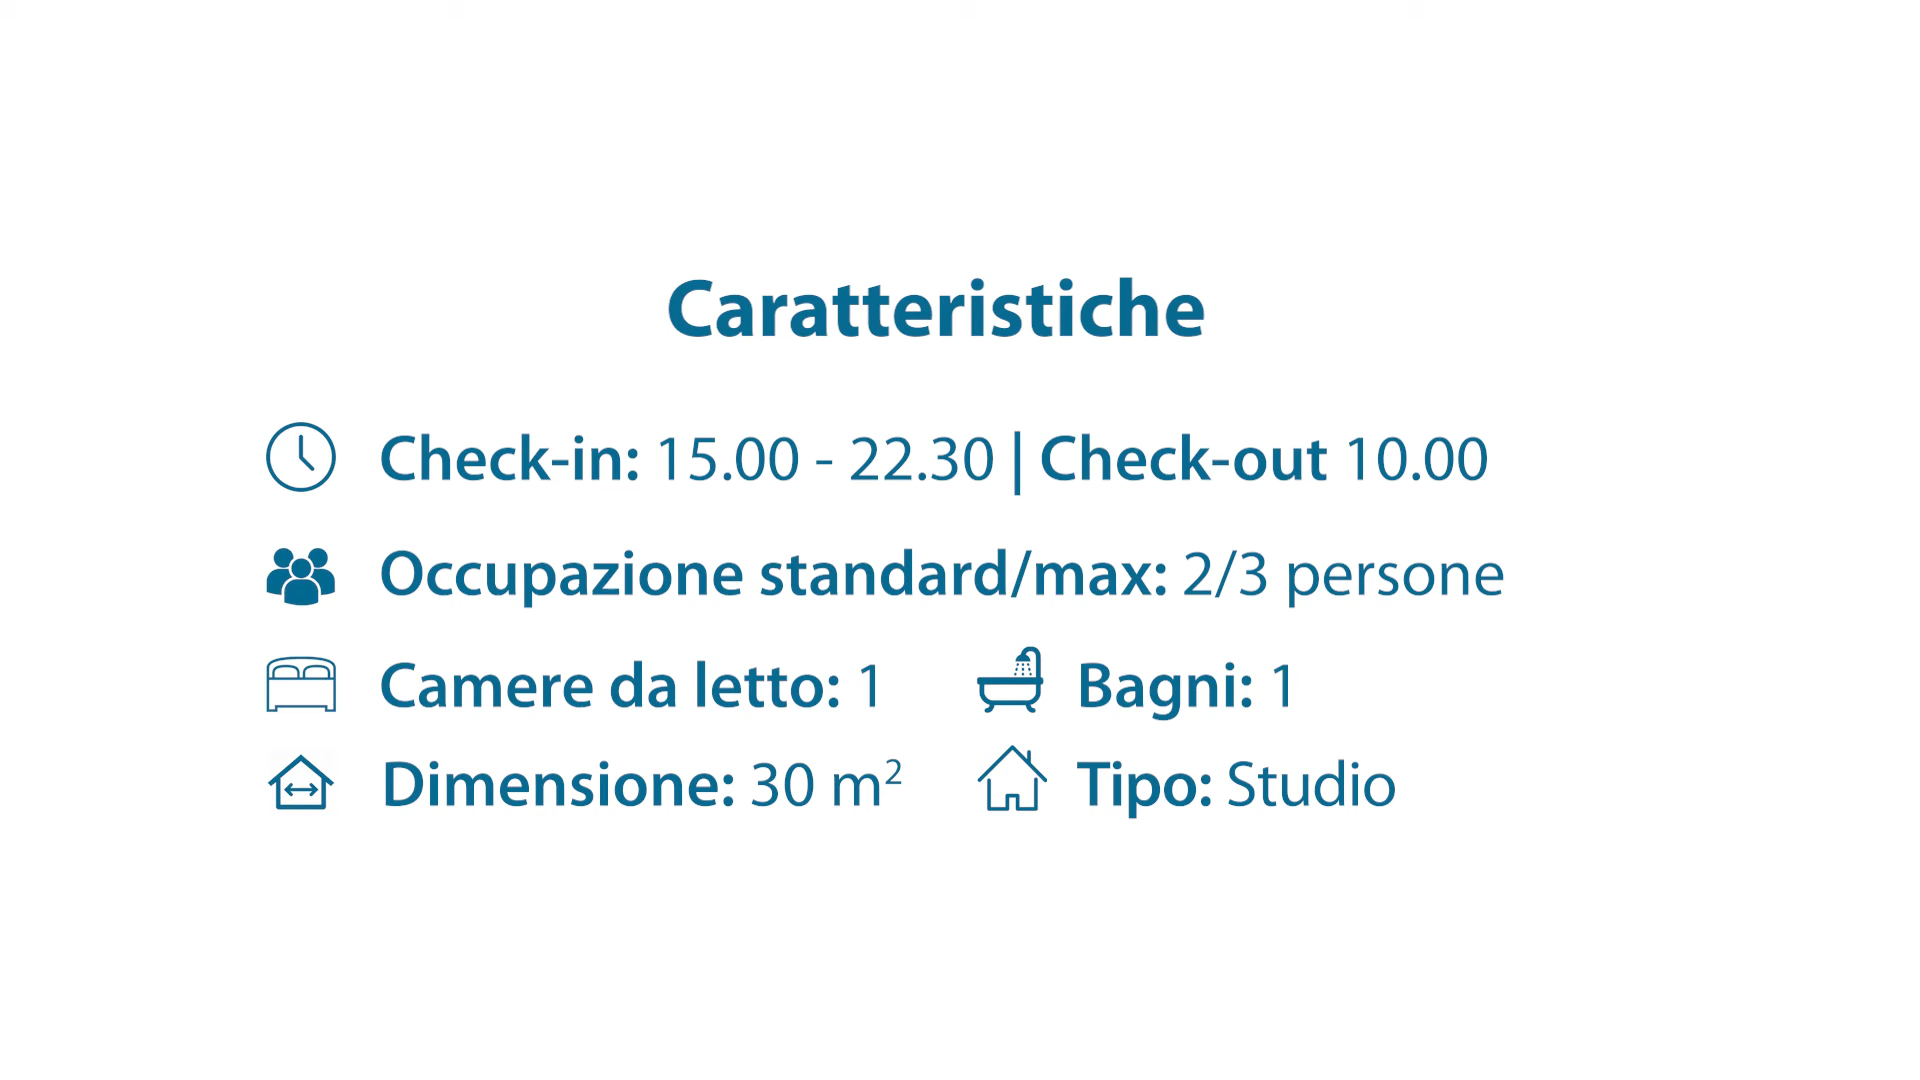 Caratteristiche
Check-in: 15.00 - 22.30 | Check-out 10.00
Occupazione standard/max: 2/3 persone
Camere da letto: 1 Bagni: 1
Dimensione: 30 m² Tipo: Studio